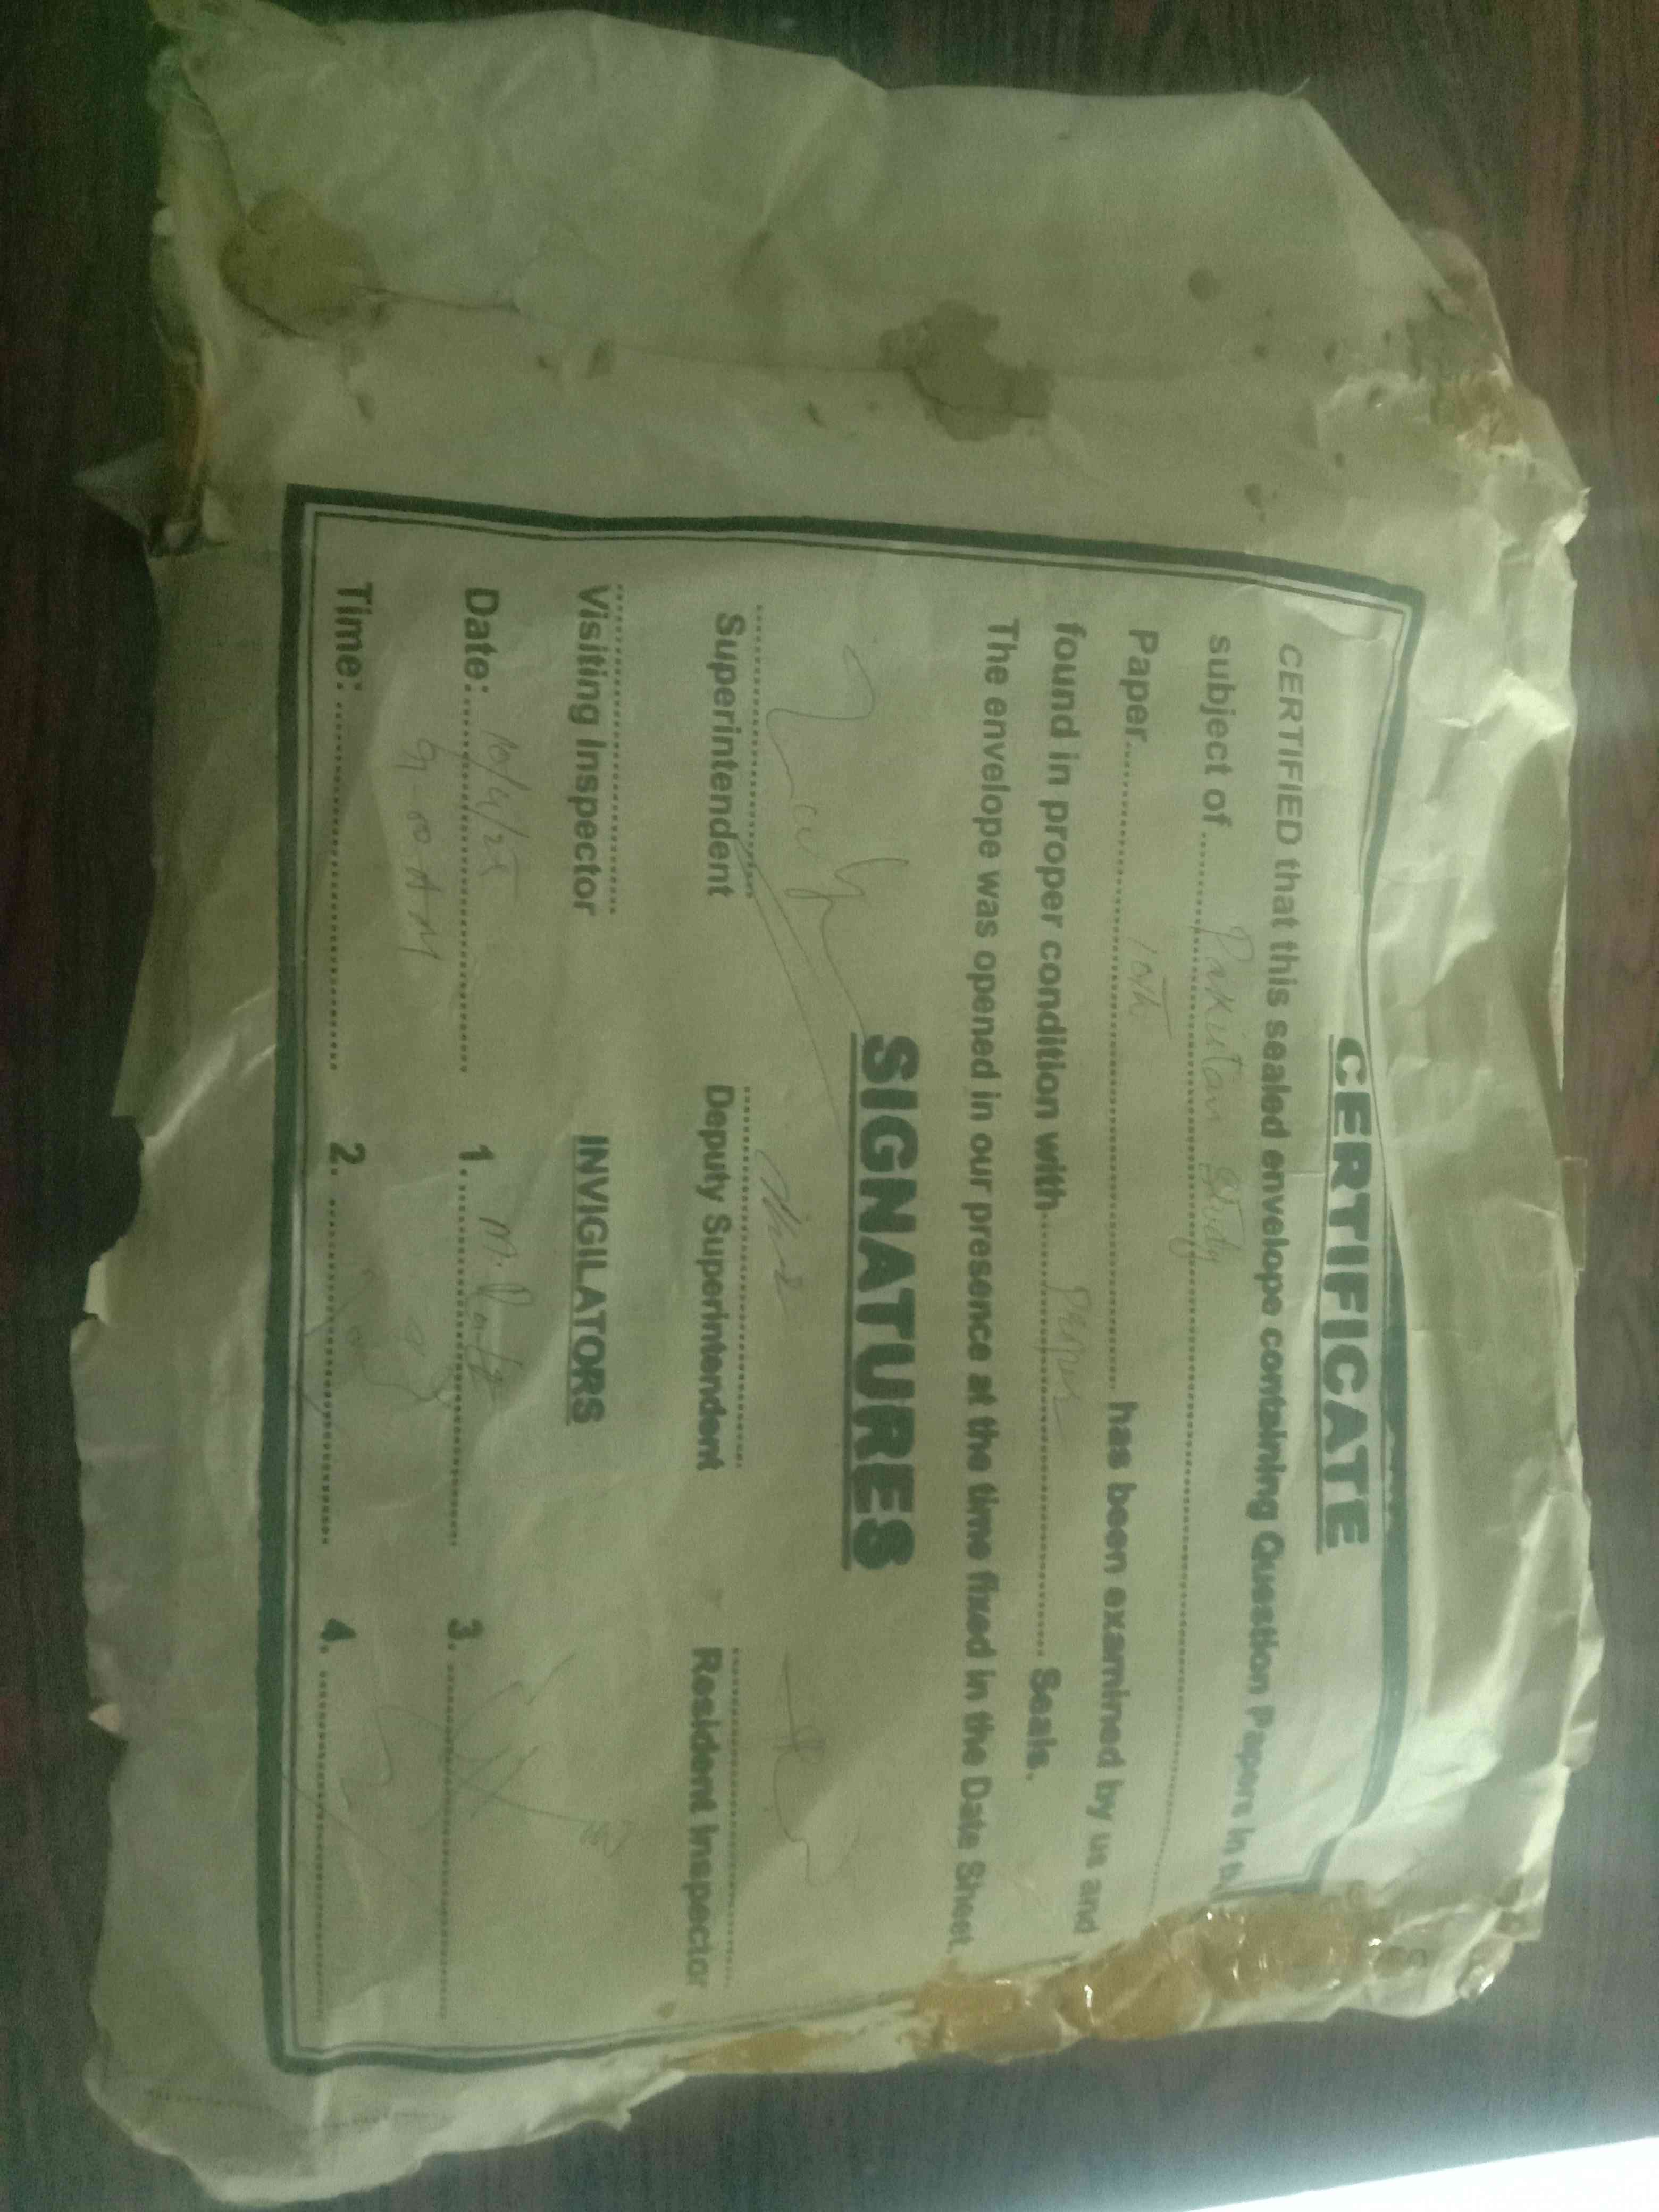 CERTIFICATE
CERTIFIED that this sealed envelope containing Question Papers in th
subject of ........ Pakistan Study ........
Paper........ 10th ........ has been examined by us and
found in proper condition with........ Proper ........ Seals.
The envelope was opened in our presence at the time fixed in the Date Sheet.
SIGNATURES
Superintendent Deputy Superintendent Resident Inspector
Visiting Inspector INVIGILATORS
Date: 10/4/25 1. M. 3.
9-00 AM
Time: 2. 4.